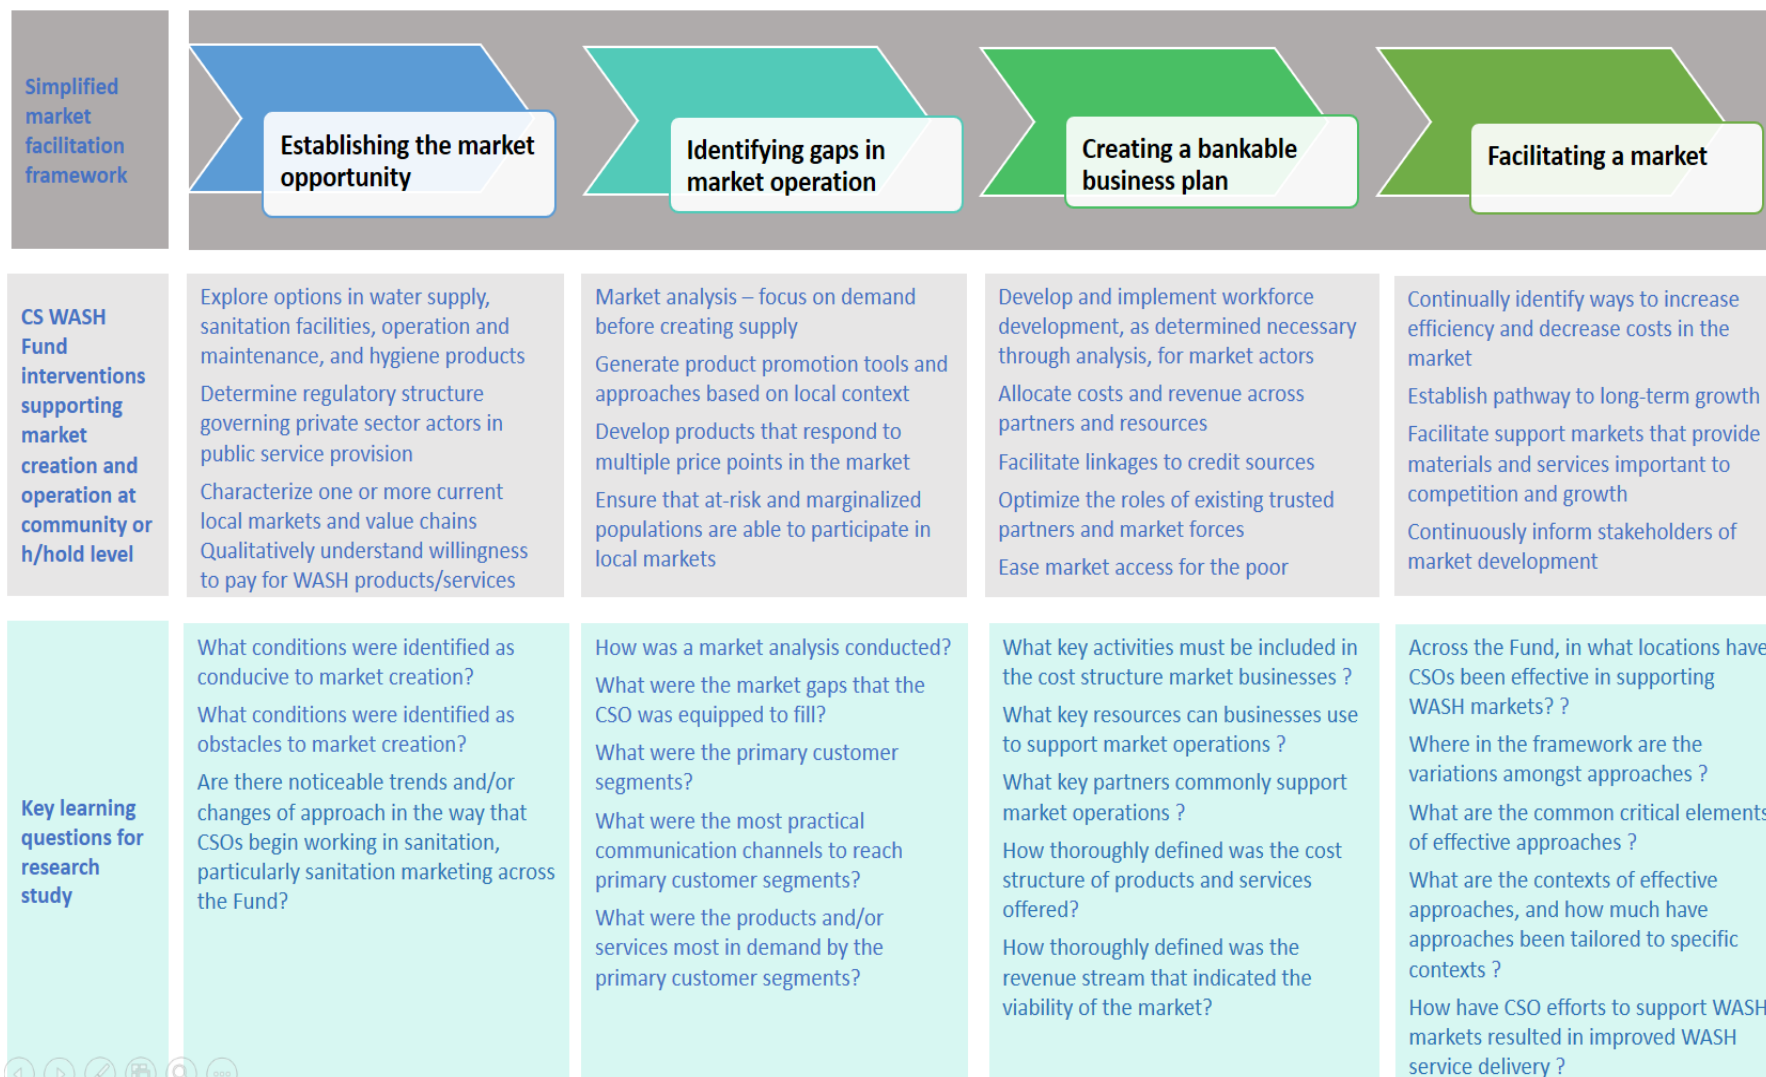 Simplified
market
facilitation
framework
Establishing the market
opportunity
Identifying gaps in
market operation
Creating a bankable
business plan
Facilitating a market
CS WASH
Fund
interventions
supporting
market
creation and
operation at
community or
h/hold level
Explore options in water supply,
sanitation facilities, operation and
maintenance, and hygiene products
Determine regulatory structure
governing private sector actors in
public service provision
Characterize one or more current
local markets and value chains
Qualitatively understand willingness
to pay for WASH products/services
Market analysis – focus on demand
before creating supply
Generate product promotion tools and
approaches based on local context
Develop products that respond to
multiple price points in the market
Ensure that at-risk and marginalized
populations are able to participate in
local markets
Develop and implement workforce
development, as determined necessary
through analysis, for market actors
Allocate costs and revenue across
partners and resources
Facilitate linkages to credit sources
Optimize the roles of existing trusted
partners and market forces
Ease market access for the poor
Continually identify ways to increase
efficiency and decrease costs in the
market
Establish pathway to long-term growth
Facilitate support markets that provide
materials and services important to
competition and growth
Continuously inform stakeholders of
market development
Key learning
questions for
research
study
What conditions were identified as
conducive to market creation?
What conditions were identified as
obstacles to market creation?
Are there noticeable trends and/or
changes of approach in the way that
CSOs begin working in sanitation,
particularly sanitation marketing across
the Fund?
How was a market analysis conducted?
What were the market gaps that the
CSO was equipped to fill?
What were the primary customer
segments?
What were the most practical
communication channels to reach
primary customer segments?
What were the products and/or
services most in demand by the
primary customer segments?
What key activities must be included in
the cost structure market businesses ?
What key resources can businesses use
to support market operations ?
What key partners commonly support
market operations ?
How thoroughly defined was the cost
structure of products and services
offered?
How thoroughly defined was the
revenue stream that indicated the
viability of the market?
Across the Fund, in what locations have
CSOs been effective in supporting
WASH markets? ?
Where in the framework are the
variations amongst approaches ?
What are the common critical elements
of effective approaches ?
What are the contexts of effective
approaches, and how much have
approaches been tailored to specific
contexts ?
How have CSO efforts to support WASH
markets resulted in improved WASH
service delivery ?